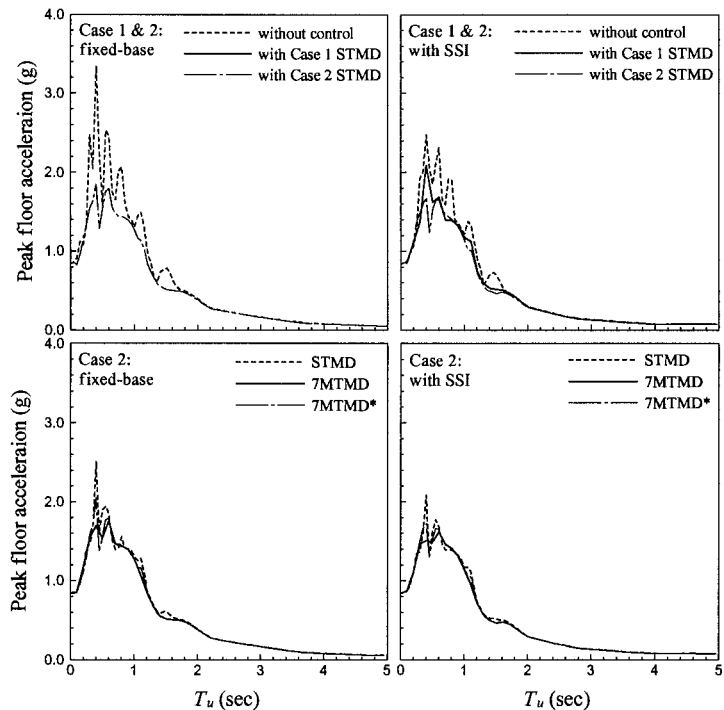 Case 1 & 2:
fixed-base
without control
with Case 1 STMD
with Case 2 STMD
4.0
3.0
2.0
1.0
0.0
Peak floor acceleraion (g)
Case 1 & 2:
with SSI
without control
with Case 1 STMD
with Case 2 STMD
Case 2:
fixed-base
STMD
7MTMD
7MTMD*
4.0
3.0
2.0
1.0
0.0
Peak floor acceleraion (g)
0 1 2 3 4 5
Tu (sec)
Case 2:
with SSI
STMD
7MTMD
7MTMD*
0 1 2 3 4 5
Tu (sec)